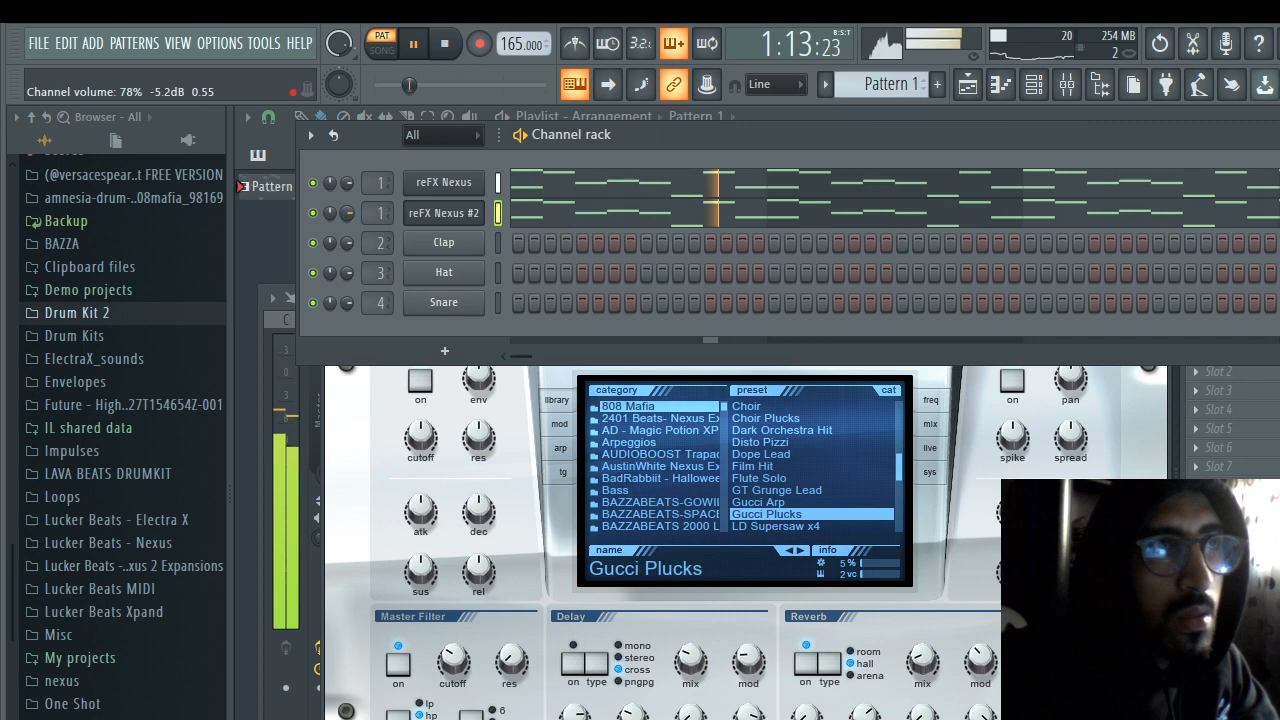 FILE EDIT ADD PATTERNS VIEW OPTIONS TOOLS HELP
PAT
SONG
165.000
3.2.
1:13:23
B:S:T
20
254 MB
2
Channel volume: 78% -5.2dB 0.55
Line
Pattern 1
Browser - All
Playlist - Arrangement
Pattern 1
All
Channel rack
(@versacespear..t FREE VERSION
amnesia-drum-..08mafia_98169
Backup
BAZZA
Clipboard files
Demo projects
Drum Kit 2
Drum Kits
ElectraX_sounds
Envelopes
Future - High..27T154654Z-001
IL shared data
Impulses
LAVA BEATS DRUMKIT
Loops
Lucker Beats - Electra X
Lucker Beats - Nexus
Lucker Beats -..xus 2 Expansions
Lucker Beats MIDI
Lucker Beats Xpand
Misc
My projects
nexus
One Shot
Pattern
1
reFX Nexus
1
reFX Nexus #2
2
Clap
3
Hat
4
Snare
+
C
3
0
3
on
env
cutoff
res
atk
dec
sus
rel
library
mod
arp
tg
category
preset
cat
808 Mafia
2401 Beats- Nexus Ex
AD - Magic Potion XP
Arpeggios
AUDIOBOOST Trapac
AustinWhite Nexus Ex
BadRabbiit - Hallowee
Bass
BAZZABEATS-GOWII
BAZZABEATS-SPACE
BAZZABEATS 2000 L
Choir
Choir Plucks
Dark Orchestra Hit
Disto Pizzi
Dope Lead
Film Hit
Flute Solo
GT Grunge Lead
Gucci Arp
Gucci Plucks
LD Supersaw x4
name
info
Gucci Plucks
5 %
2 vc
freq
mix
live
sys
on
pan
spike
spread
Slot 2
Slot 3
Slot 4
Slot 5
Slot 6
Slot 7
Master Filter
on
cutoff
res
lp
hp
6
Delay
on type
mono
stereo
cross
pngpg
mix
mod
Reverb
on type
room
hall
arena
mix
mod